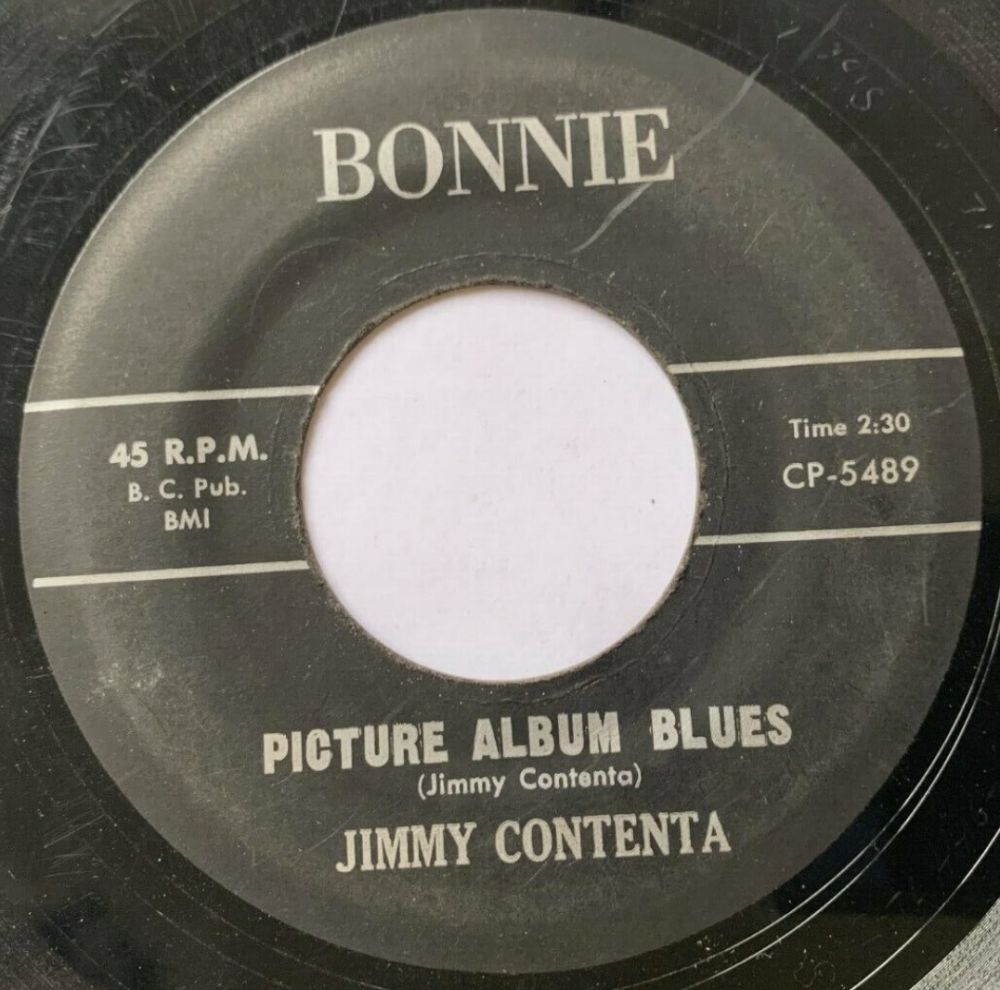 BONNIE
45 R.P.M.
B. C. Pub.
BMI
Time 2:30
CP-5489
PICTURE ALBUM BLUES
(Jimmy Contenta)
JIMMY CONTENTA